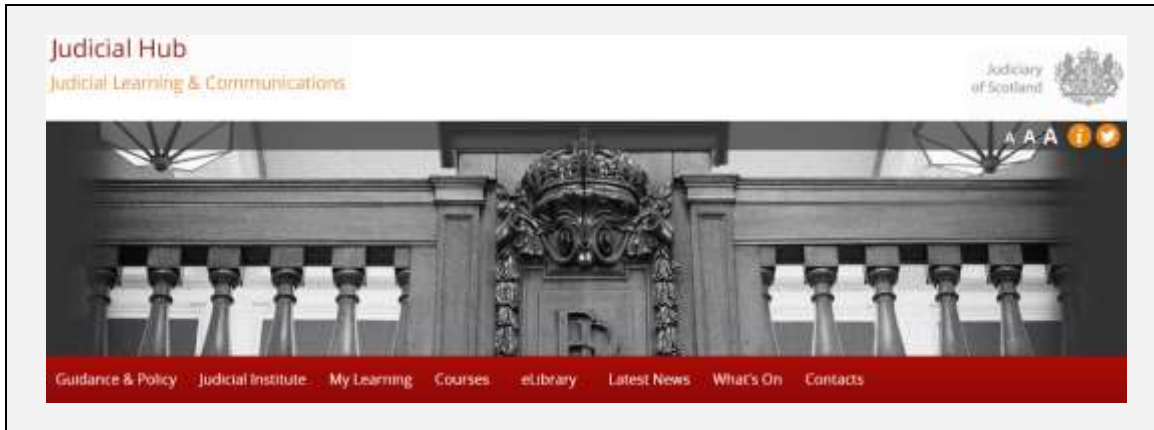 Judicial Hub
Judicial Learning & Communications
Judiciary
of Scotland
A A A i
Guidance & Policy Judicial Institute My Learning Courses eLibrary Latest News What's On Contacts